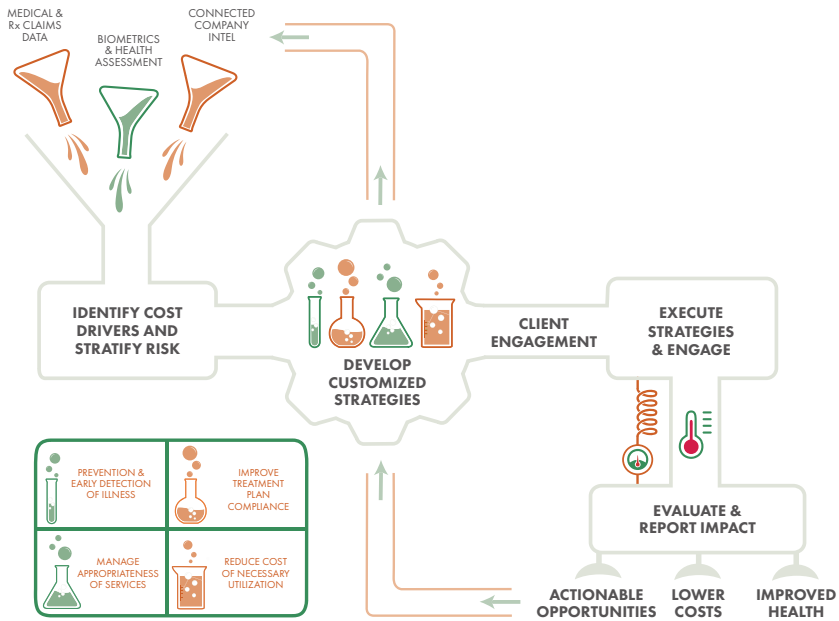 MEDICAL &
Rx CLAIMS
DATA
BIOMETRICS
& HEALTH
ASSESSMENT
CONNECTED
COMPANY
INTEL
IDENTIFY COST
DRIVERS AND
STRATIFY RISK
DEVELOP
CUSTOMIZED
STRATEGIES
CLIENT
ENGAGEMENT
EXECUTE
STRATEGIES
& ENGAGE
PREVENTION &
EARLY DETECTION
OF ILLNESS
IMPROVE
TREATMENT
PLAN
COMPLIANCE
MANAGE
APPROPRIATENESS
OF SERVICES
REDUCE COST
OF NECESSARY
UTILIZATION
EVALUATE &
REPORT IMPACT
ACTIONABLE
OPPORTUNITIES
LOWER
COSTS
IMPROVED
HEALTH